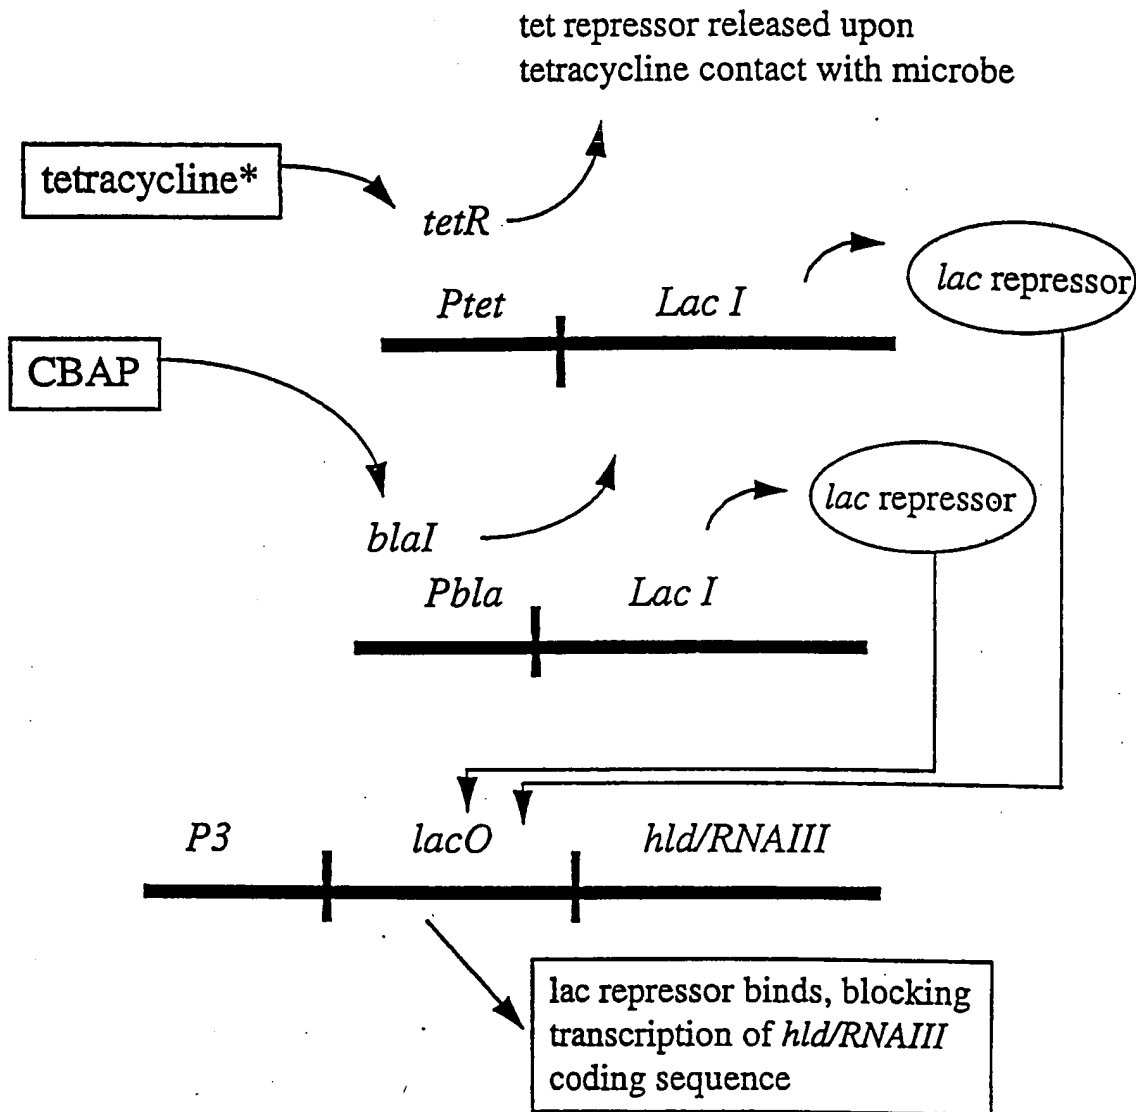 tet repressor released upon
tetracycline contact with microbe
tetracycline*
tetR
lac repressor
Ptet
Lac I
CBAP
lac repressor
blaI
Pbla
Lac I
P3
lacO
hld/RNAIII
lac repressor binds, blocking
transcription of hld/RNAIII
coding sequence